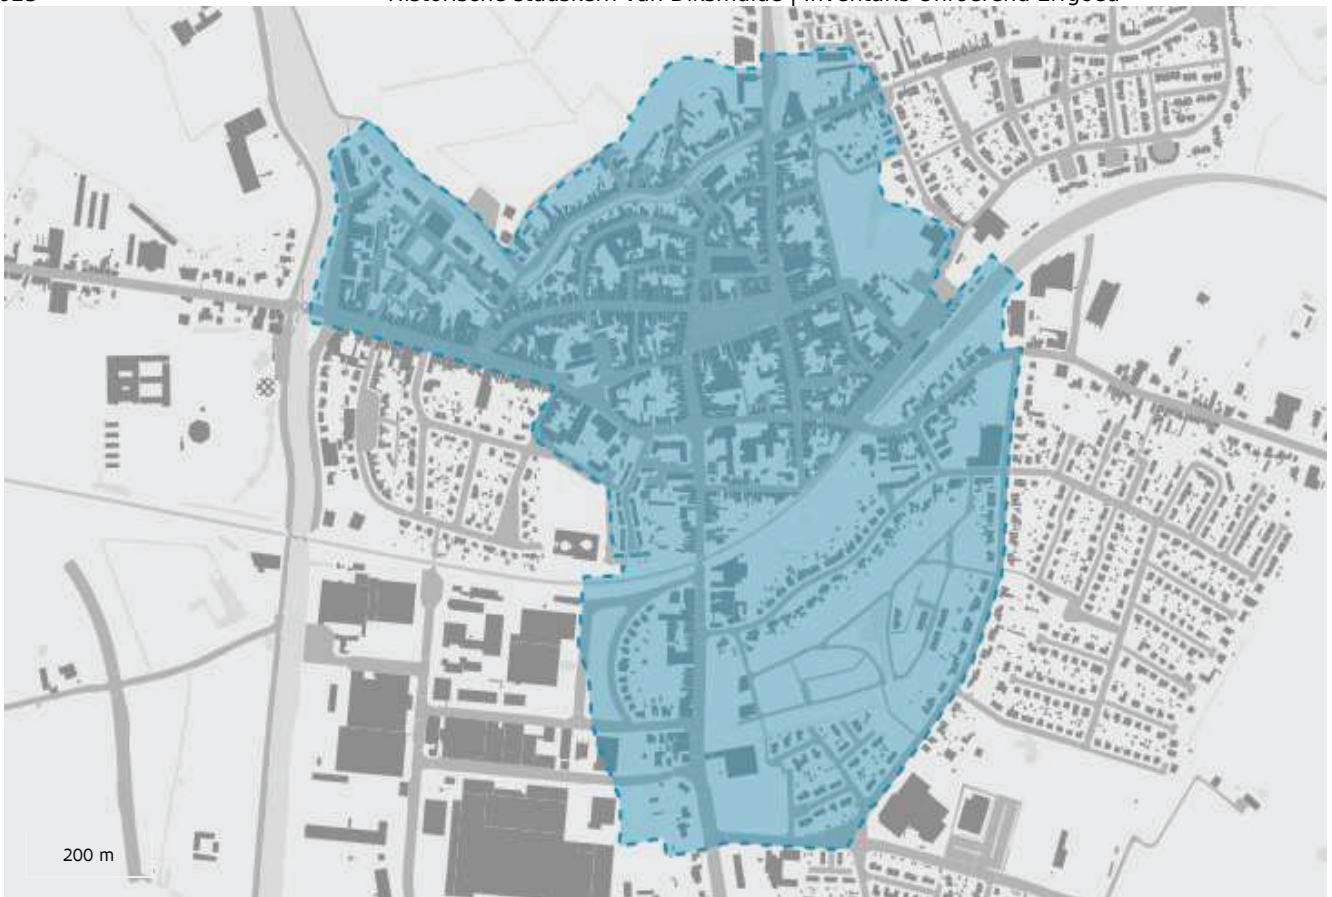 Historische stadskern van Diksmuide | Inventaris Onroerend Erfgoed
200 m